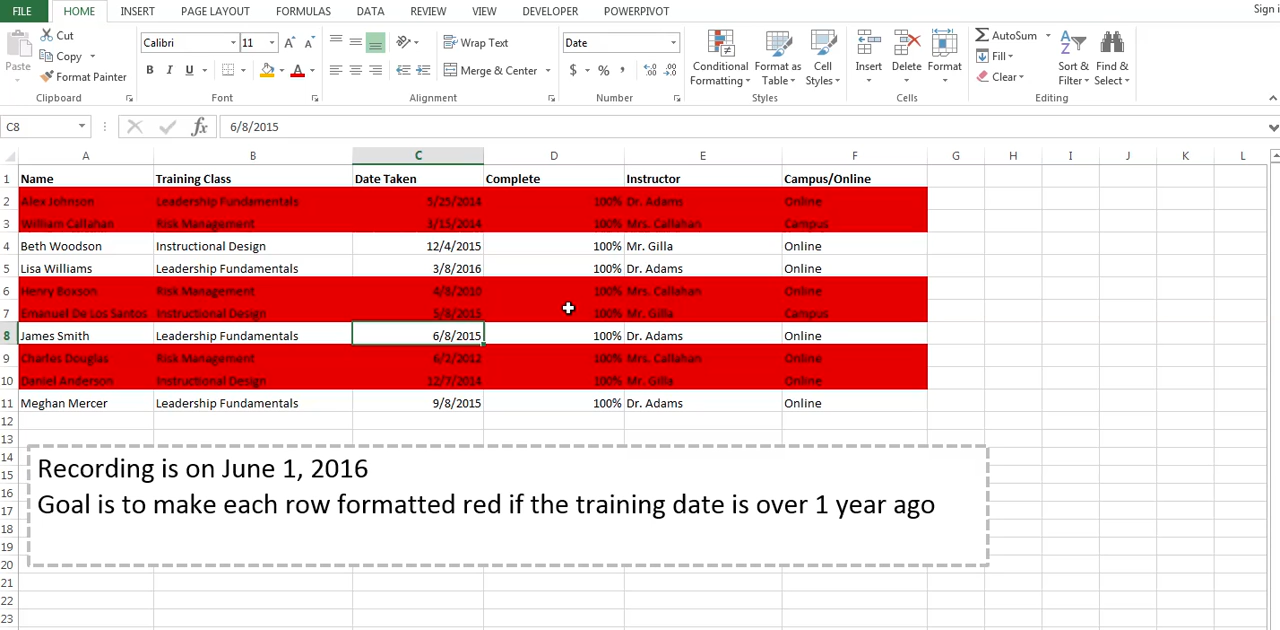 FILE HOME INSERT PAGE LAYOUT FORMULAS DATA REVIEW VIEW DEVELOPER POWERPIVOT Sign i
Paste Cut Copy Format Painter
Calibri 11
B I U A
Wrap Text
Merge & Center
Date
$ % ,
Conditional Formatting Format as Table Cell Styles
Insert Delete Format
AutoSum Fill Clear
Sort & Filter Find & Select
Clipboard Font Alignment Number Styles Cells Editing
C8 fx 6/8/2015
A B C D E F G H I J K L
1 Name Training Class Date Taken Complete Instructor Campus/Online
2 Alex Johnson Leadership Fundamentals 5/25/2014 100% Dr. Adams Online
3 William Callahan Risk Management 3/15/2014 100% Mrs. Callahan Campus
4 Beth Woodson Instructional Design 12/4/2015 100% Mr. Gilla Online
5 Lisa Williams Leadership Fundamentals 3/8/2016 100% Dr. Adams Online
6 Henry Boxson Risk Management 4/8/2010 100% Mrs. Callahan Online
7 Emanuel De Los Santos Instructional Design 5/8/2015 100% Mr. Gilla Campus
8 James Smith Leadership Fundamentals 6/8/2015 100% Dr. Adams Online
9 Charles Douglas Risk Management 6/2/2012 100% Mrs. Callahan Online
10 Daniel Anderson Instructional Design 12/7/2014 100% Mr. Gilla Online
11 Meghan Mercer Leadership Fundamentals 9/8/2015 100% Dr. Adams Online
12
13
14
15
16
17
18
19
20
21
22
23
Recording is on June 1, 2016
Goal is to make each row formatted red if the training date is over 1 year ago